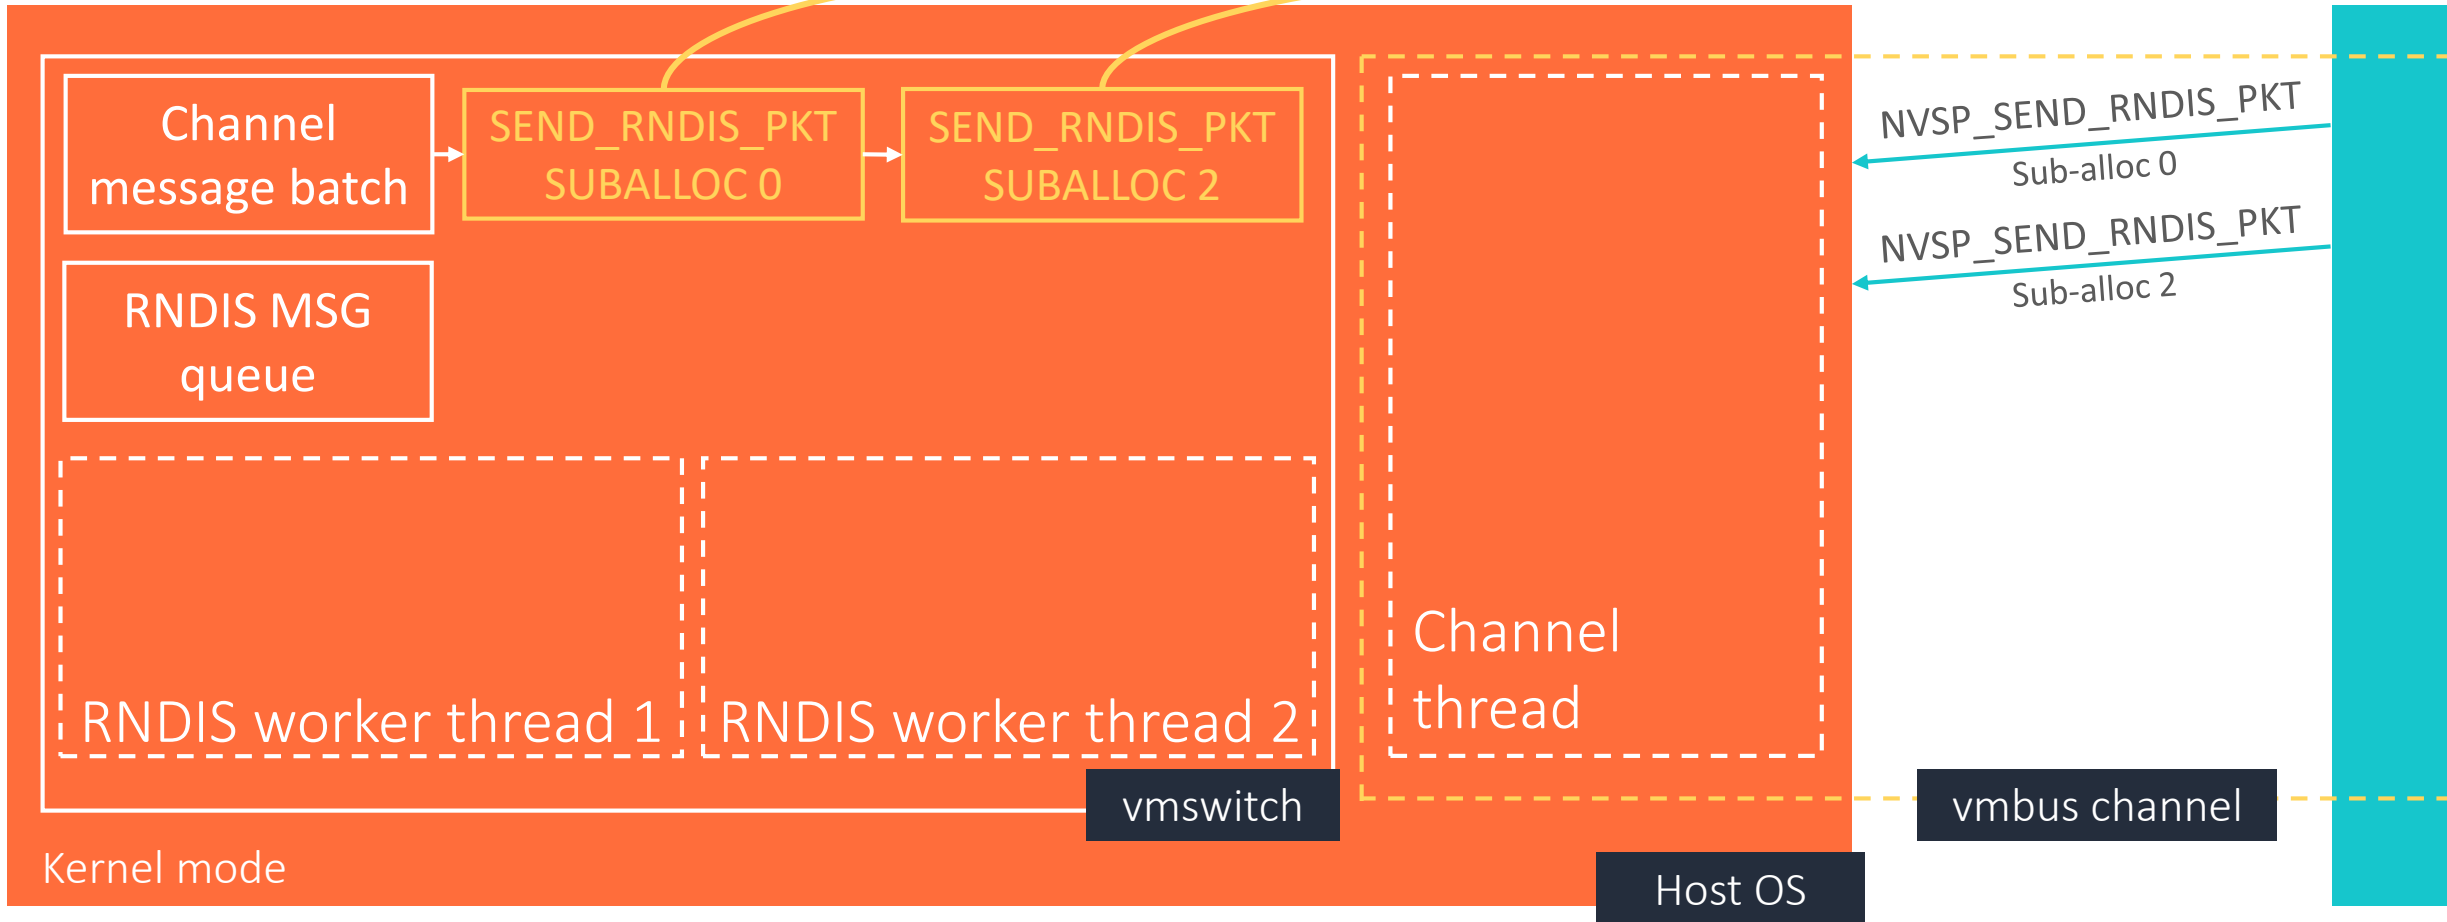 Channel
message batch
SEND_RNDIS_PKT
SUBALLOC 0
SEND_RNDIS_PKT
SUBALLOC 2
NVSP_SEND_RNDIS_PKT
Sub-alloc 0
NVSP_SEND_RNDIS_PKT
Sub-alloc 2
RNDIS MSG
queue
RNDIS worker thread 1
RNDIS worker thread 2
Channel
thread
vmswitch
vmbus channel
Kernel mode
Host OS